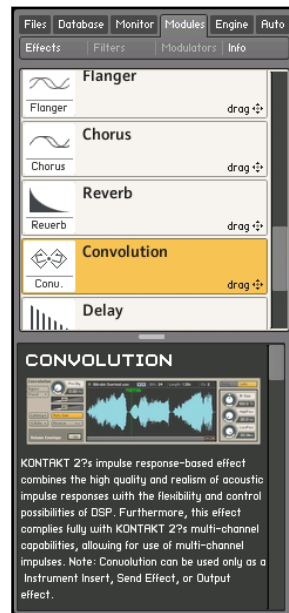 Files Database Monitor Modules Engine Auto
Effects Filters Modulators Info
Flanger
Flanger drag
Chorus
Chorus drag
Reverb
Reverb drag
Convolution
Conv. drag
Delay
CONVOLUTION
KONTAKT 2?s impulse response-based effect
combines the high quality and realism of acoustic
impulse responses with the flexibility and control
possibilities of DSP. Furthermore, this effect
complies fully with KONTAKT 2?s multi-channel
capabilities, allowing for use of multi-channel
impulses. Note: Convolution can be used only as a
Instrument Insert, Send Effect, or Output
effect.